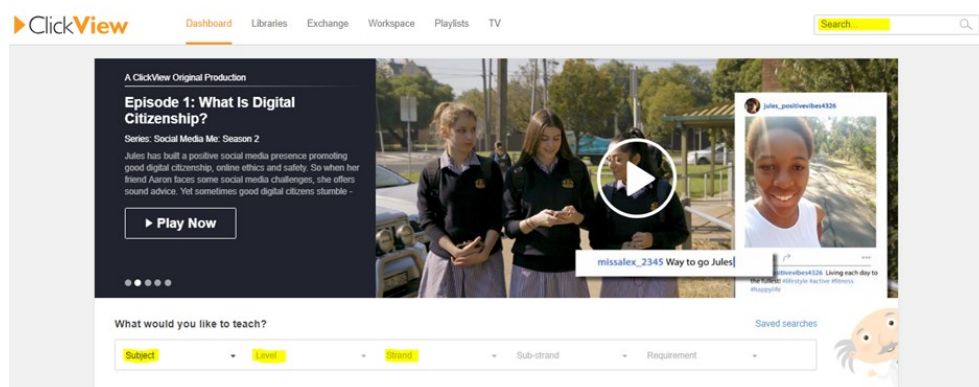 ClickView
Dashboard Libraries Exchange Workspace Playlists TV
Search...
A ClickView Original Production
Episode 1: What Is Digital
Citizenship?
Series: Social Media Me: Season 2
Jules has built a positive social media presence promoting
good digital citizenship, online ethics and safety. So when her
friend Aaron faces some social media challenges, she offers
sound advice. Yet sometimes good digital citizens stumble -
Play Now
jules_positivevibes4326
missalex_2345 Way to go Jules
Living each day to
the fullest! #lifestyle #active #fitness
#happylife
What would you like to teach?
Saved searches
Subject Level Strand Sub-strand Requirement